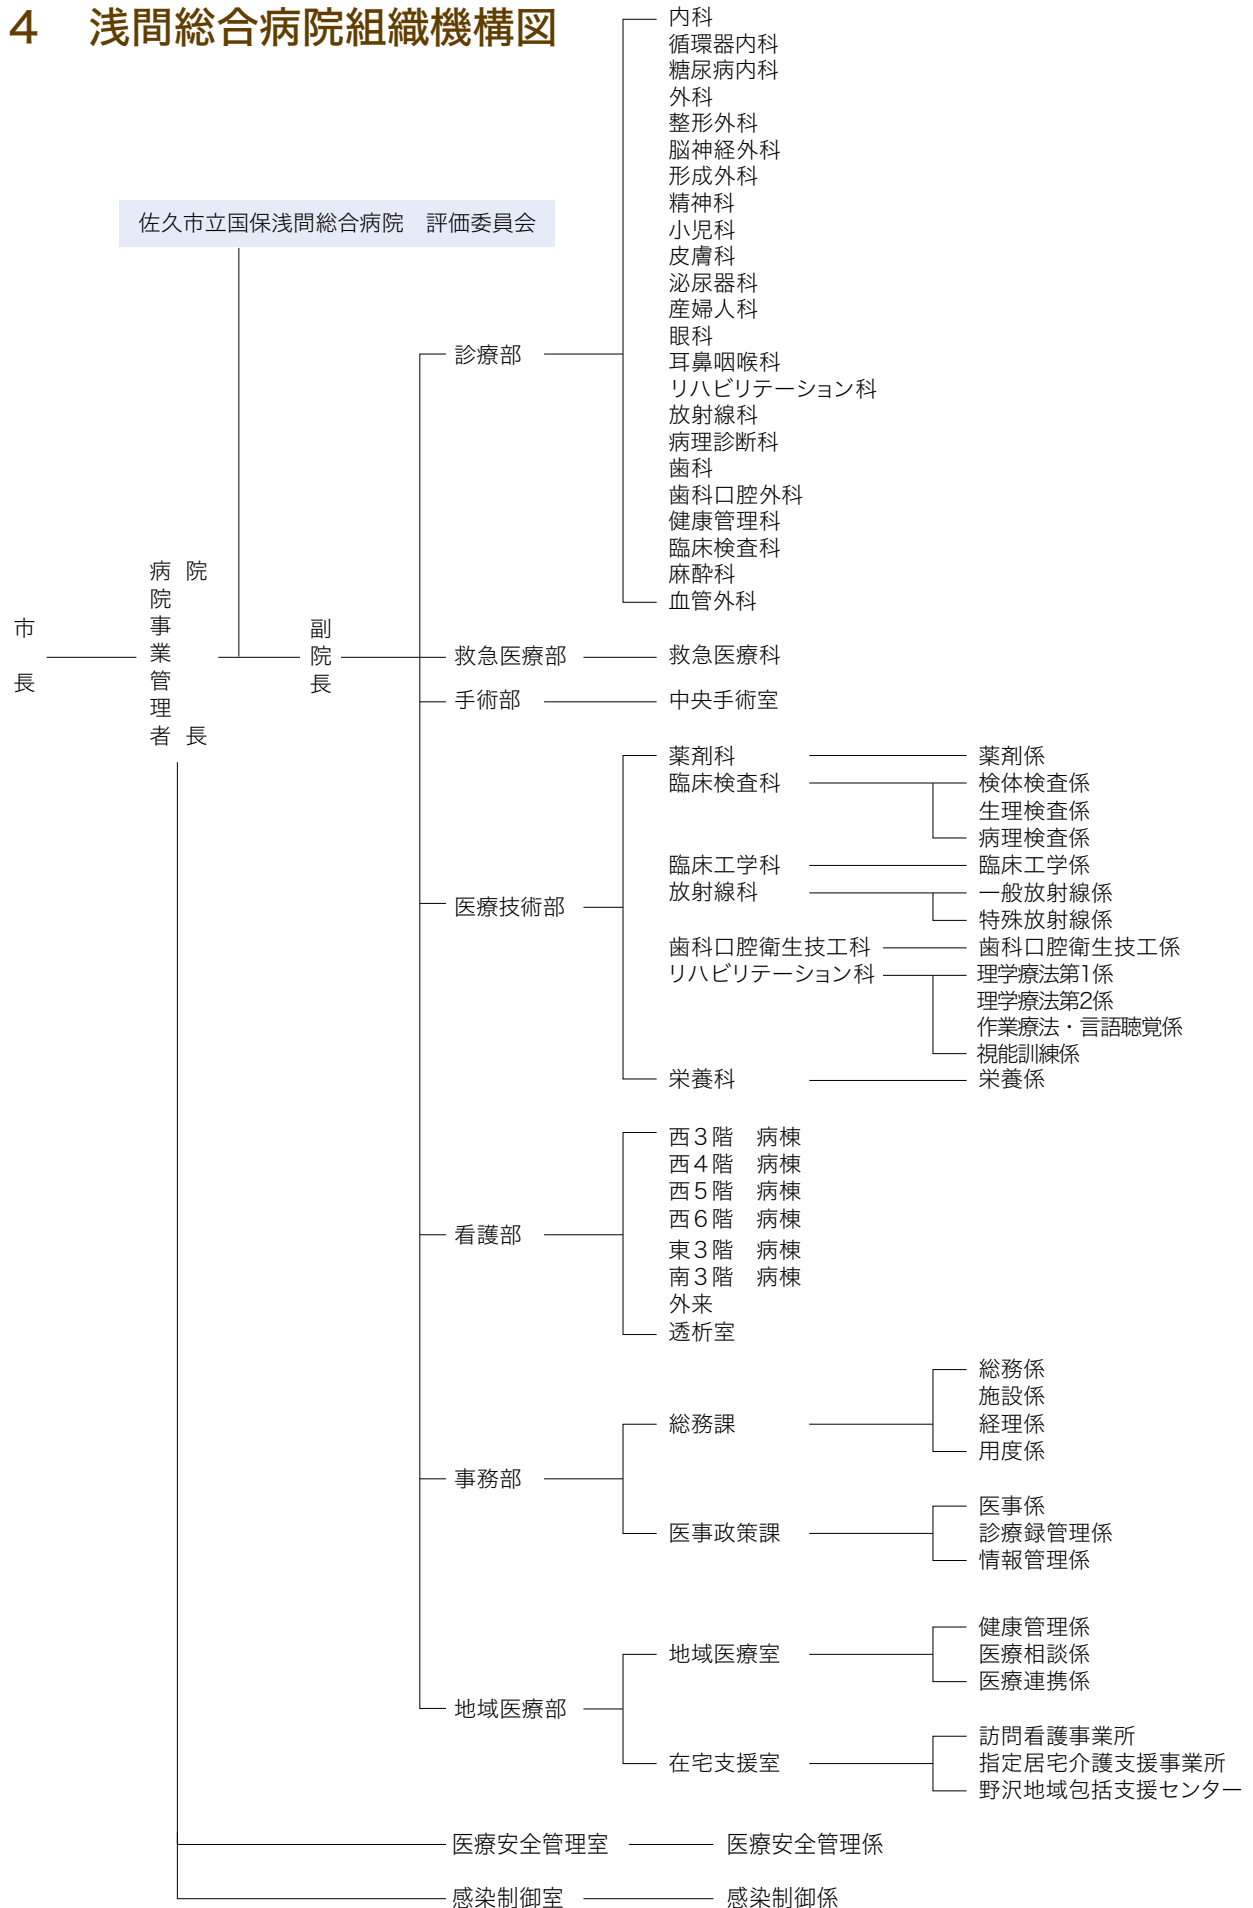 4　浅間総合病院組織機構図
佐久市立国保浅間総合病院　評価委員会
市長
病院事業管理者
院長
副院長
診療部
内科
循環器内科
糖尿病内科
外科
整形外科
脳神経外科
形成外科
精神科
小児科
皮膚科
泌尿器科
産婦人科
眼科
耳鼻咽喉科
リハビリテーション科
放射線科
病理診断科
歯科
歯科口腔外科
健康管理科
臨床検査科
麻酔科
血管外科
救急医療部
救急医療科
手術部
中央手術室
医療技術部
薬剤科
薬剤係
臨床検査科
検体検査係
生理検査係
病理検査係
臨床工学科
臨床工学係
放射線科
一般放射線係
特殊放射線係
歯科口腔衛生技工科
歯科口腔衛生技工係
リハビリテーション科
理学療法第1係
理学療法第2係
作業療法・言語聴覚係
視能訓練係
栄養科
栄養係
看護部
西３階　病棟
西４階　病棟
西５階　病棟
西６階　病棟
東３階　病棟
南３階　病棟
外来
透析室
事務部
総務課
総務係
施設係
経理係
用度係
医事政策課
医事係
診療録管理係
情報管理係
地域医療部
地域医療室
健康管理係
医療相談係
医療連携係
在宅支援室
訪問看護事業所
指定居宅介護支援事業所
野沢地域包括支援センター
医療安全管理室
医療安全管理係
感染制御室
感染制御係